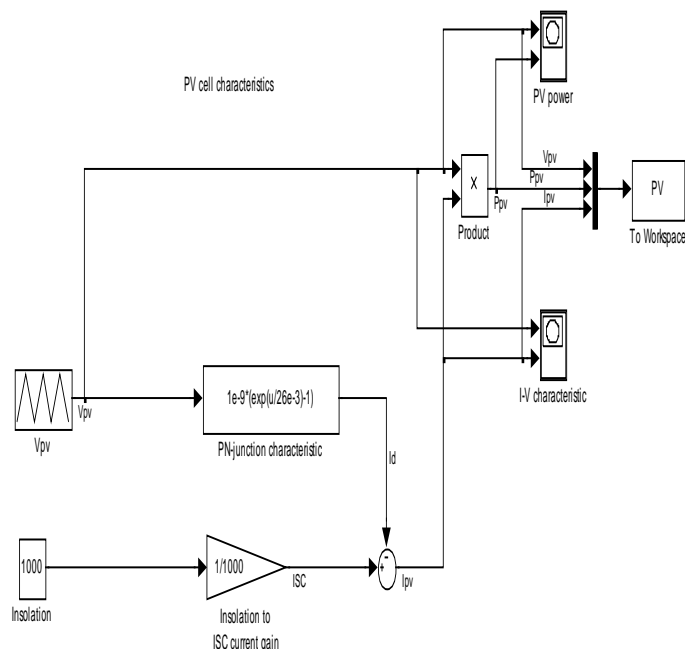 PV cell characteristics
PV power
Vpv
Ppv
Ipv
Ppv
X
Product
PV
To Workspace
I-V characteristic
Vpv
Vpv
1e-9*(exp(u/26e-3)-1)
PN-junction characteristic
Id
1000
Insolation
1/1000
Insolation to
ISC current gain
ISC
-
+
Ipv